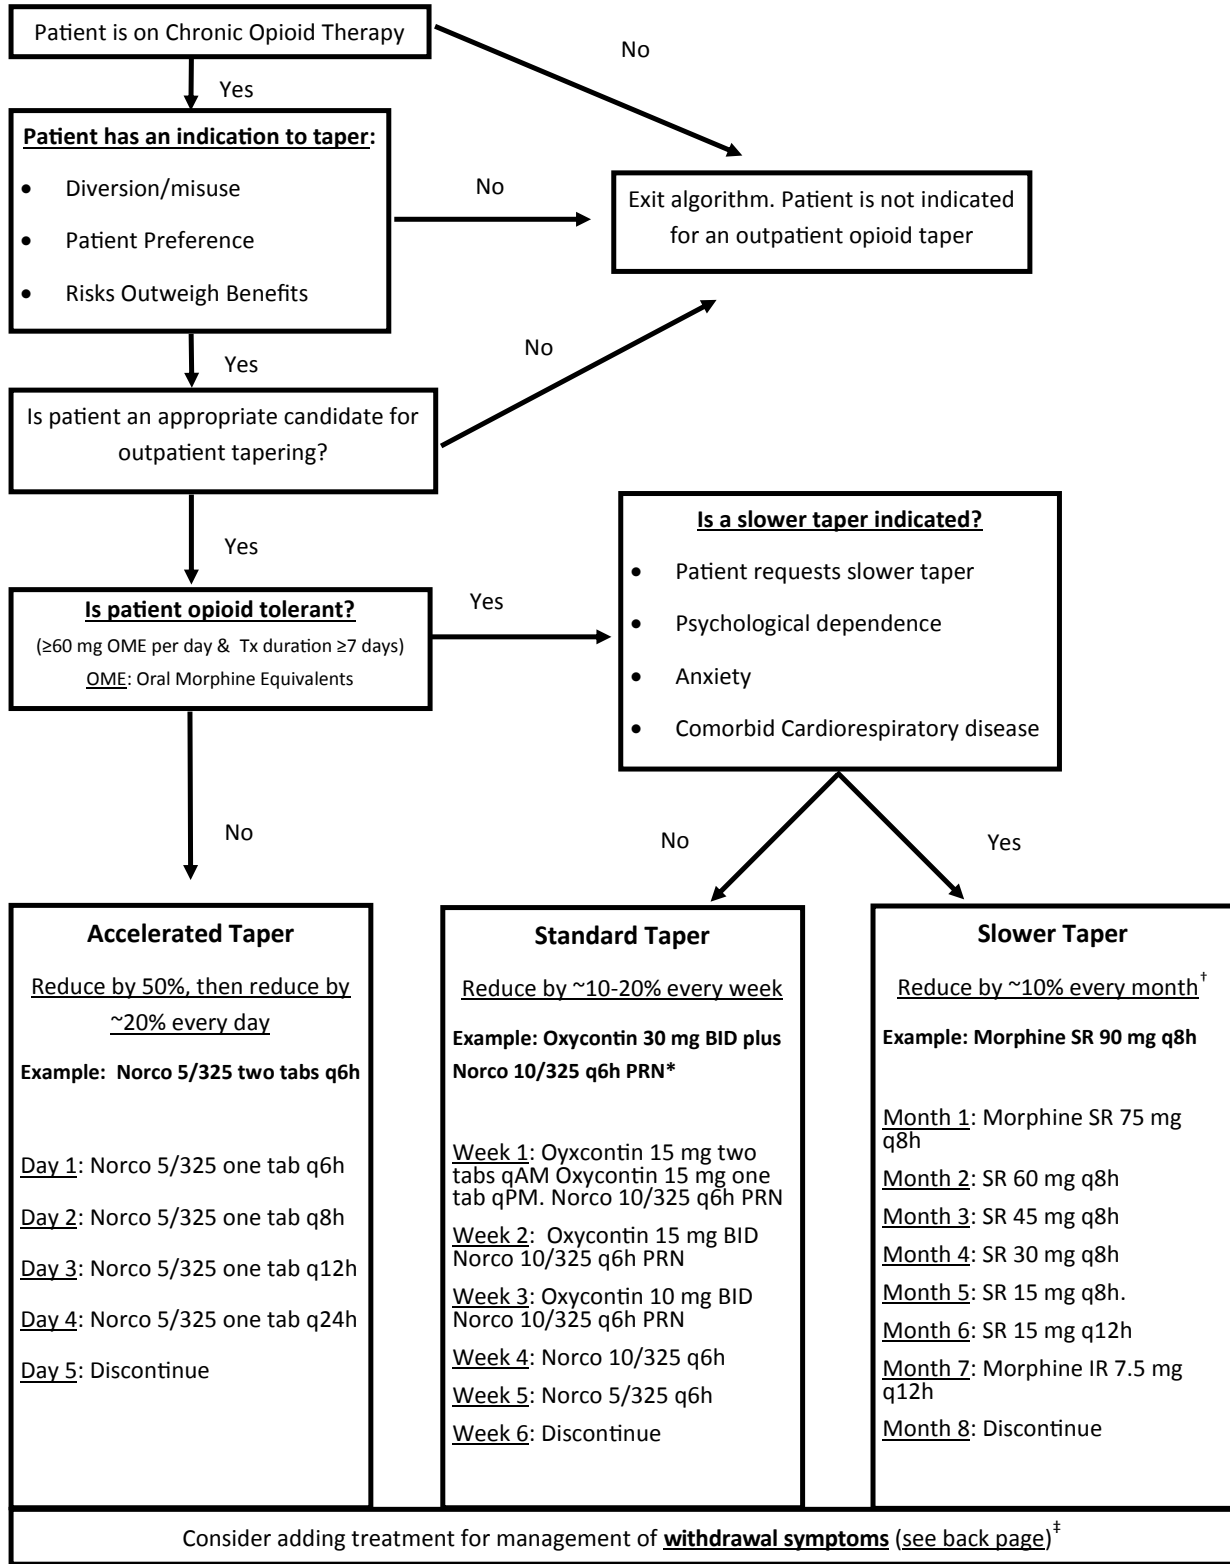 Patient is on Chronic Opioid Therapy
No
Yes
Patient has an indication to taper:
• Diversion/misuse
• Patient Preference
• Risks Outweigh Benefits
No
Exit algorithm. Patient is not indicated
for an outpatient opioid taper
Yes
No
Is patient an appropriate candidate for
outpatient tapering?
Yes
Is patient opioid tolerant?
(≥60 mg OME per day & Tx duration ≥7 days)
OME: Oral Morphine Equivalents
Yes
Is a slower taper indicated?
• Patient requests slower taper
• Psychological dependence
• Anxiety
• Comorbid Cardiorespiratory disease
No
No
Yes
Accelerated Taper
Reduce by 50%, then reduce by
~20% every day
Example: Norco 5/325 two tabs q6h
Day 1: Norco 5/325 one tab q6h
Day 2: Norco 5/325 one tab q8h
Day 3: Norco 5/325 one tab q12h
Day 4: Norco 5/325 one tab q24h
Day 5: Discontinue
Standard Taper
Reduce by ~10-20% every week
Example: Oxycontin 30 mg BID plus
Norco 10/325 q6h PRN*
Week 1: Oyxcontin 15 mg two
tabs qAM Oxycontin 15 mg one
tab qPM. Norco 10/325 q6h PRN
Week 2: Oxycontin 15 mg BID
Norco 10/325 q6h PRN
Week 3: Oxycontin 10 mg BID
Norco 10/325 q6h PRN
Week 4: Norco 10/325 q6h
Week 5: Norco 5/325 q6h
Week 6: Discontinue
Slower Taper
Reduce by ~10% every month†
Example: Morphine SR 90 mg q8h
Month 1: Morphine SR 75 mg
q8h
Month 2: SR 60 mg q8h
Month 3: SR 45 mg q8h
Month 4: SR 30 mg q8h
Month 5: SR 15 mg q8h.
Month 6: SR 15 mg q12h
Month 7: Morphine IR 7.5 mg
q12h
Month 8: Discontinue
Consider adding treatment for management of withdrawal symptoms (see back page)‡